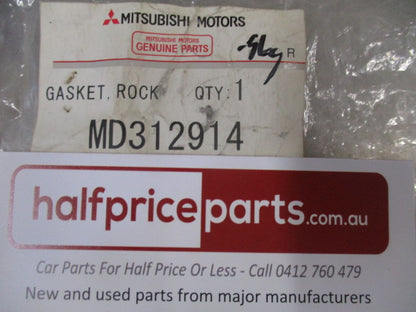 MITSUBISHI MOTORS
MITSUBISHI MOTORS
GENUINE PARTS
R
GASKET, ROCK QTY: 1
MD312914
halfpriceparts.com.au
Car Parts For Half Price Or Less - Call 0412 760 479
New and used parts from major manufacturers